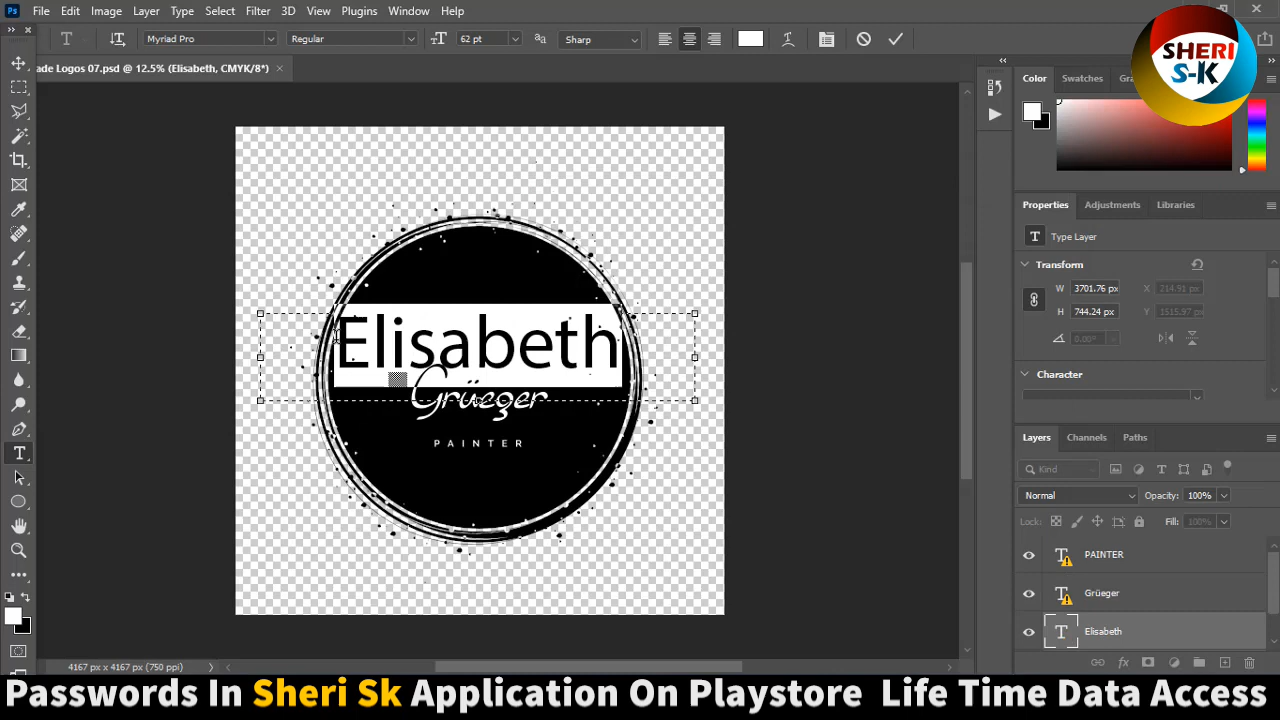 Ps File Edit Image Layer Type Select Filter 3D View Plugins Window Help
T Myriad Pro Regular 62 pt aa Sharp
SHERI
S-K
ade Logos 07.psd @ 12.5% (Elisabeth, CMYK/8*)
Color Swatches Gra
Properties Adjustments Libraries
T Type Layer
Transform
W 3701.76 px X 214.91 px
H 744.24 px Y 1515.97 px
0.00°
Character
Elisabeth
Grüeger
PAINTER
Layers Channels Paths
Kind
Normal Opacity: 100%
Lock: Fill: 100%
PAINTER
Grüeger
Elisabeth
4167 px x 4167 px (750 ppi)
Passwords In Sheri Sk Application On Playstore Life Time Data Access